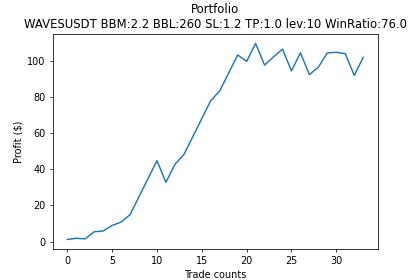 Portfolio
WAVESUSDT BBM:2.2 BBL:260 SL:1.2 TP:1.0 lev:10 WinRatio:76.0
Profit ($)
100
80
60
40
20
0
0 5 10 15 20 25 30
Trade counts